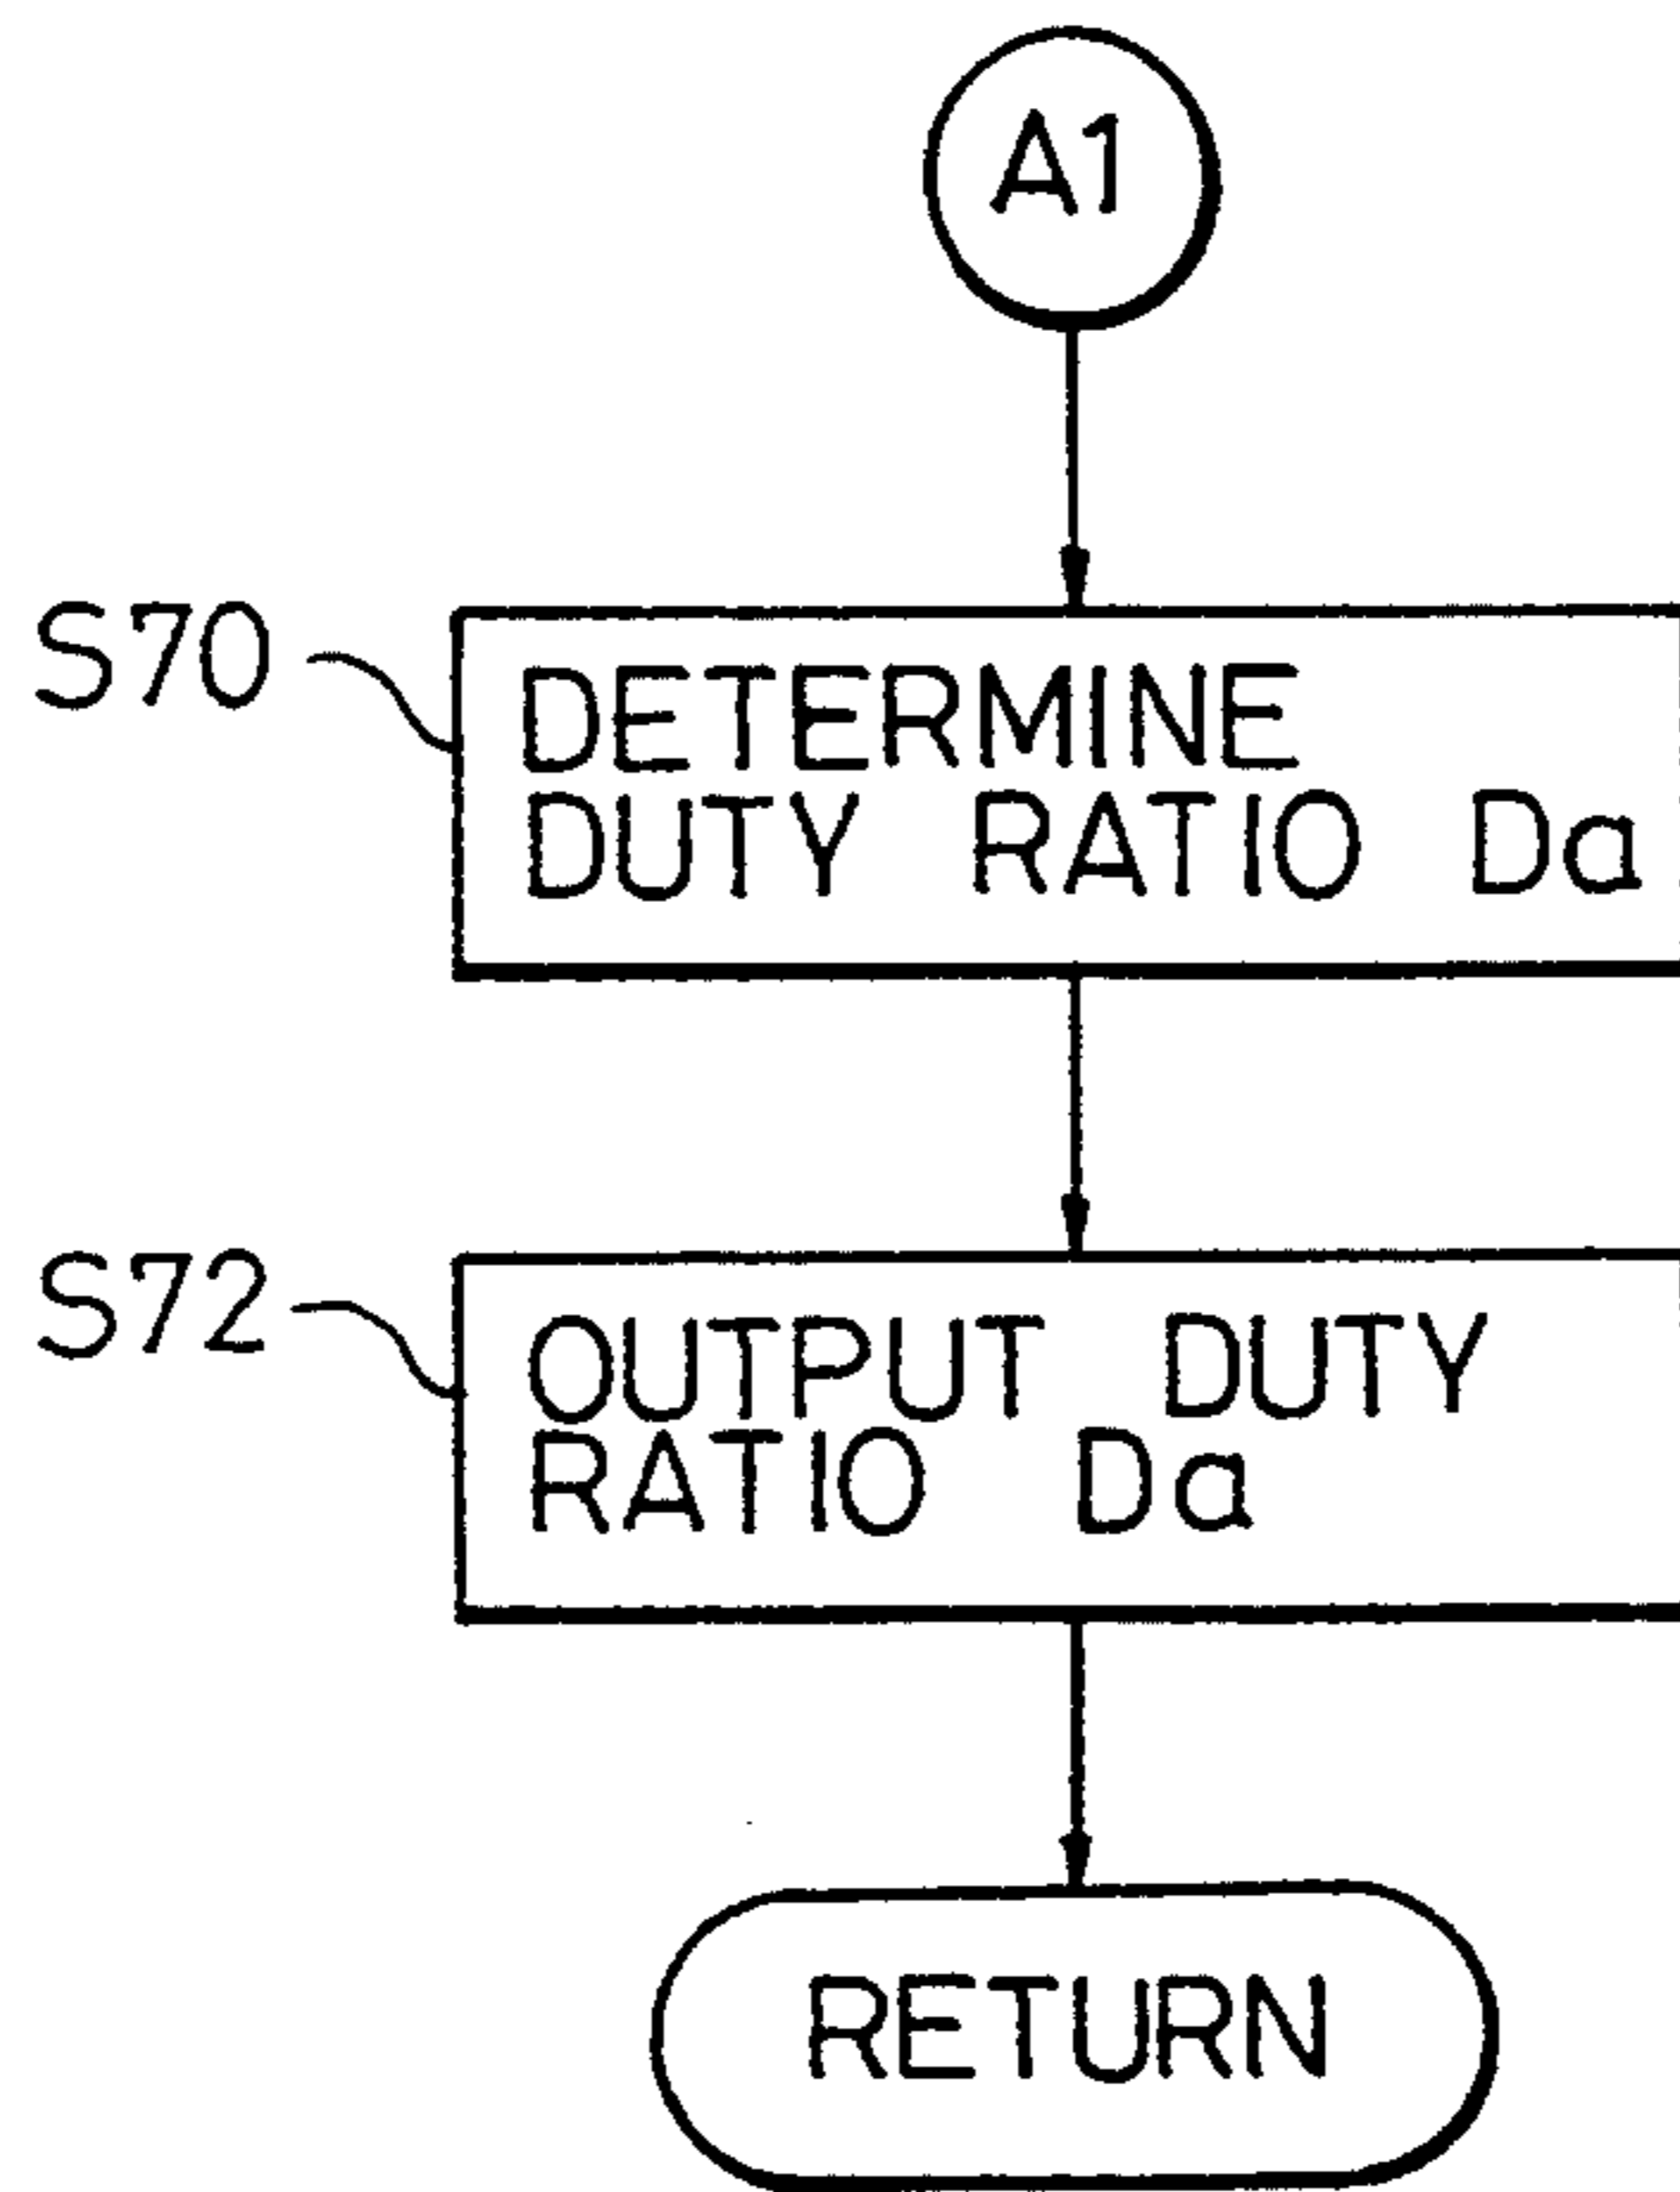 A1
S70
DETERMINE
DUTY RATIO Da
S72
OUTPUT DUTY
RATIO Da
RETURN